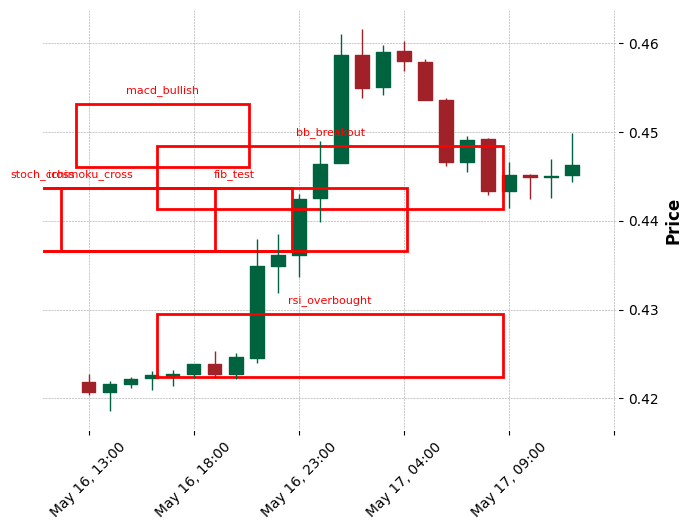 0.46
macd_bullish
0.45
bb_breakout
stoch_cross
ichimoku_cross
fib_test
0.44
Price
0.43
rsi_overbought
0.42
May 16, 13:00
May 16, 18:00
May 16, 23:00
May 17, 04:00
May 17, 09:00